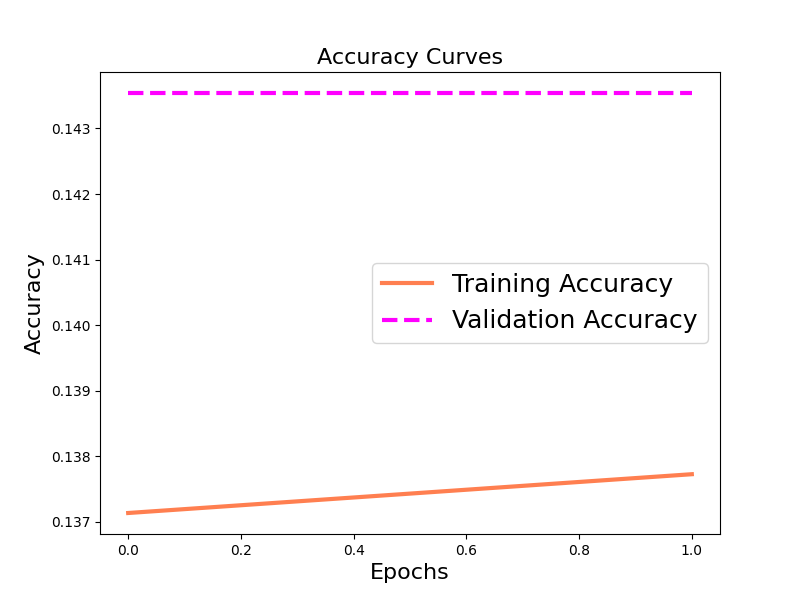 Accuracy Curves
0.143
0.142
0.141
0.140
0.139
0.138
0.137
Accuracy
Training Accuracy
Validation Accuracy
0.0 0.2 0.4 0.6 0.8 1.0
Epochs